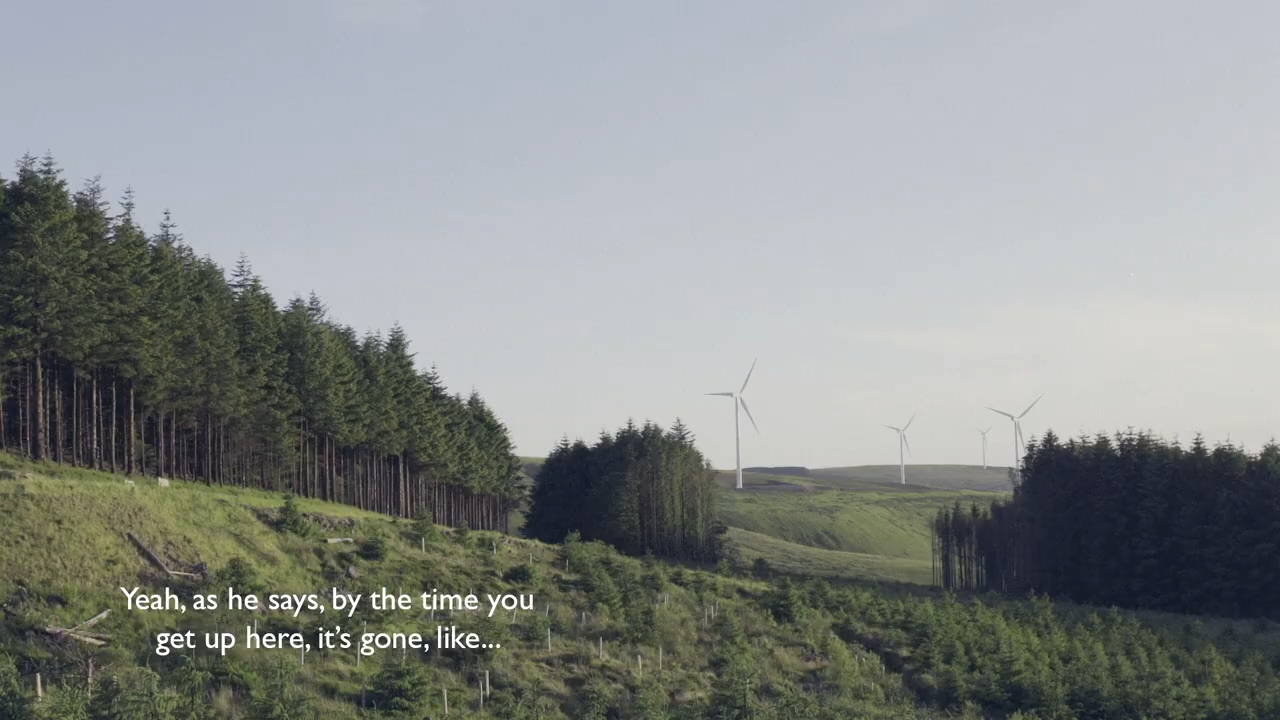 Yeah, as he says, by the time you
get up here, it's gone, like...